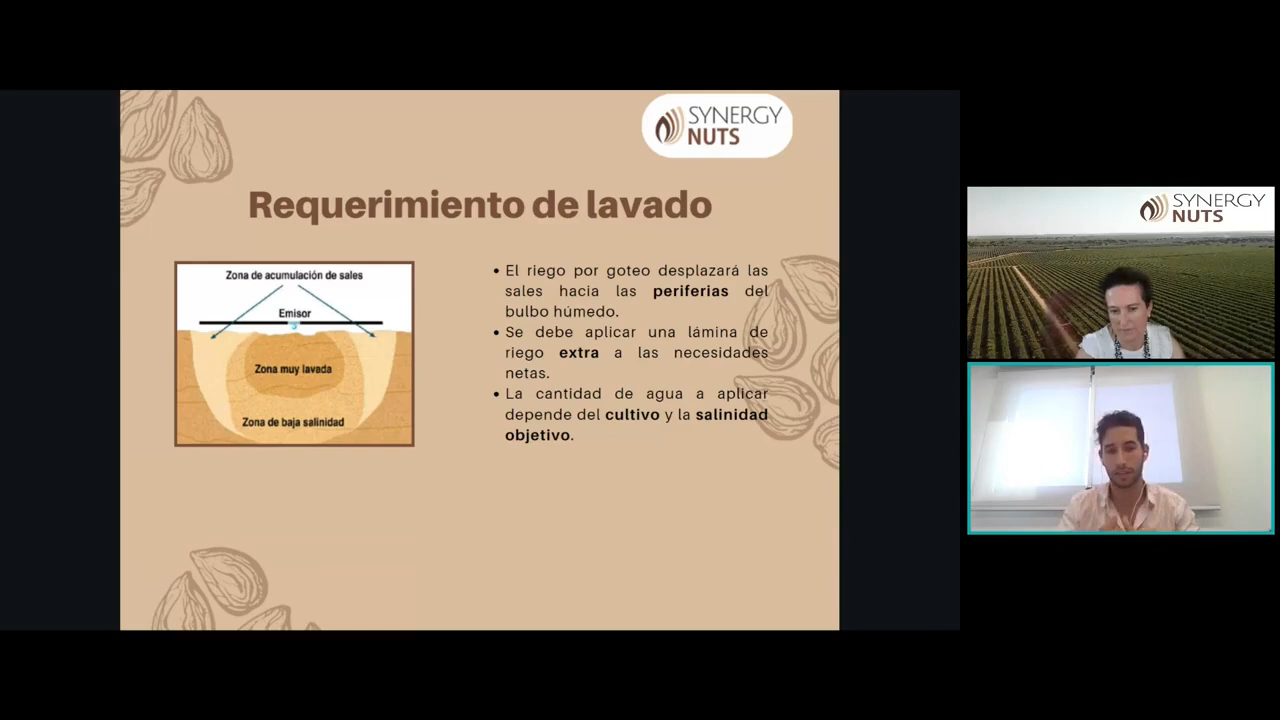 SYNERGY
NUTS
Requerimiento de lavado
Zona de acumulación de sales
Emisor
Zona muy lavada
Zona de baja salinidad
• El riego por goteo desplazará las
sales hacia las periferias del
bulbo húmedo.
• Se debe aplicar una lámina de
riego extra a las necesidades
netas.
• La cantidad de agua a aplicar
depende del cultivo y la salinidad
objetivo.
SYNERGY
NUTS